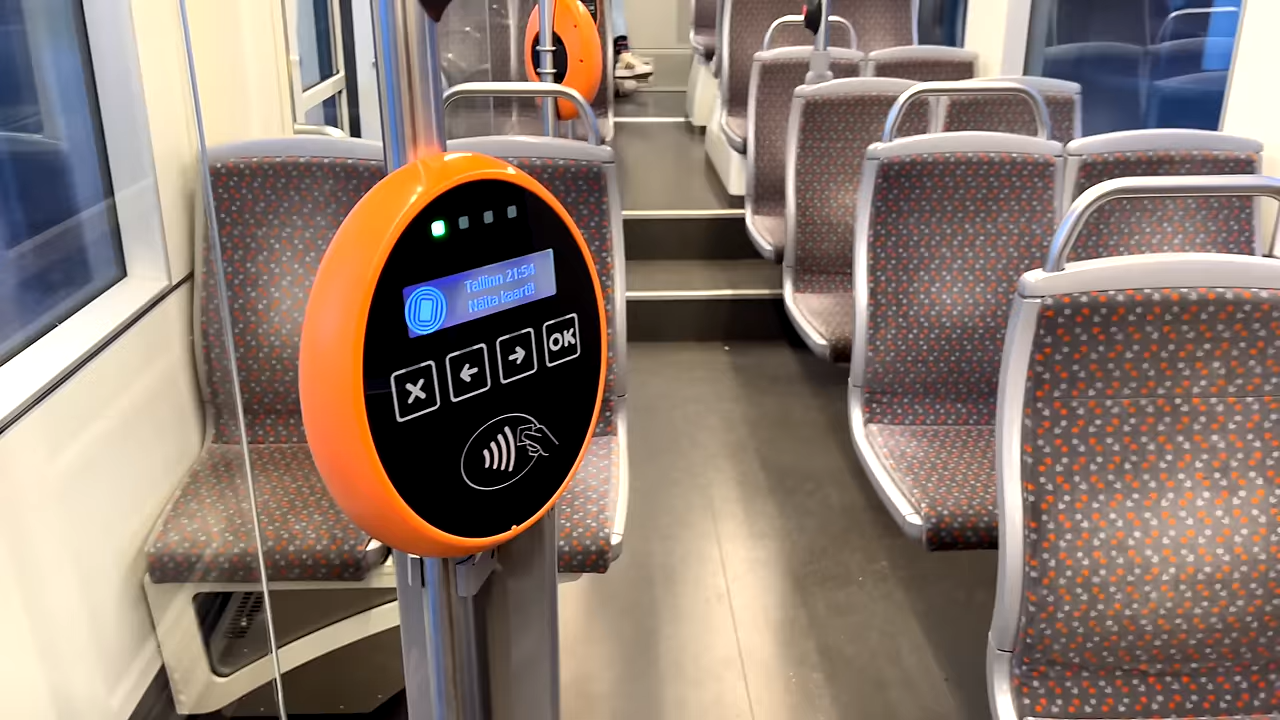 Tallinn 21:54
Näita kaarti!
X ← → OK